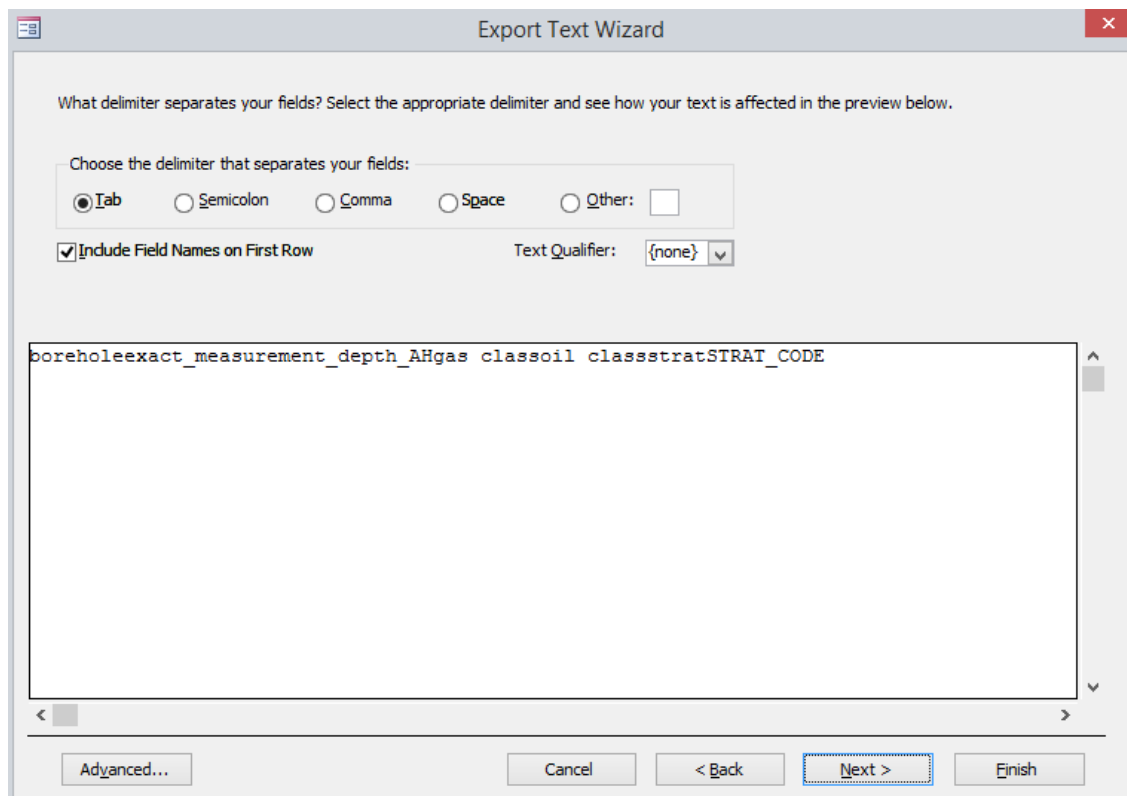 Export Text Wizard
What delimiter separates your fields? Select the appropriate delimiter and see how your text is affected in the preview below.
Choose the delimiter that separates your fields:
Tab Semicolon Comma Space Other:
Include Field Names on First Row Text Qualifier: {none}
boreholeexact_measurement_depth_AHgas classoil classstratSTRAT_CODE
Advanced... Cancel < Back Next > Finish